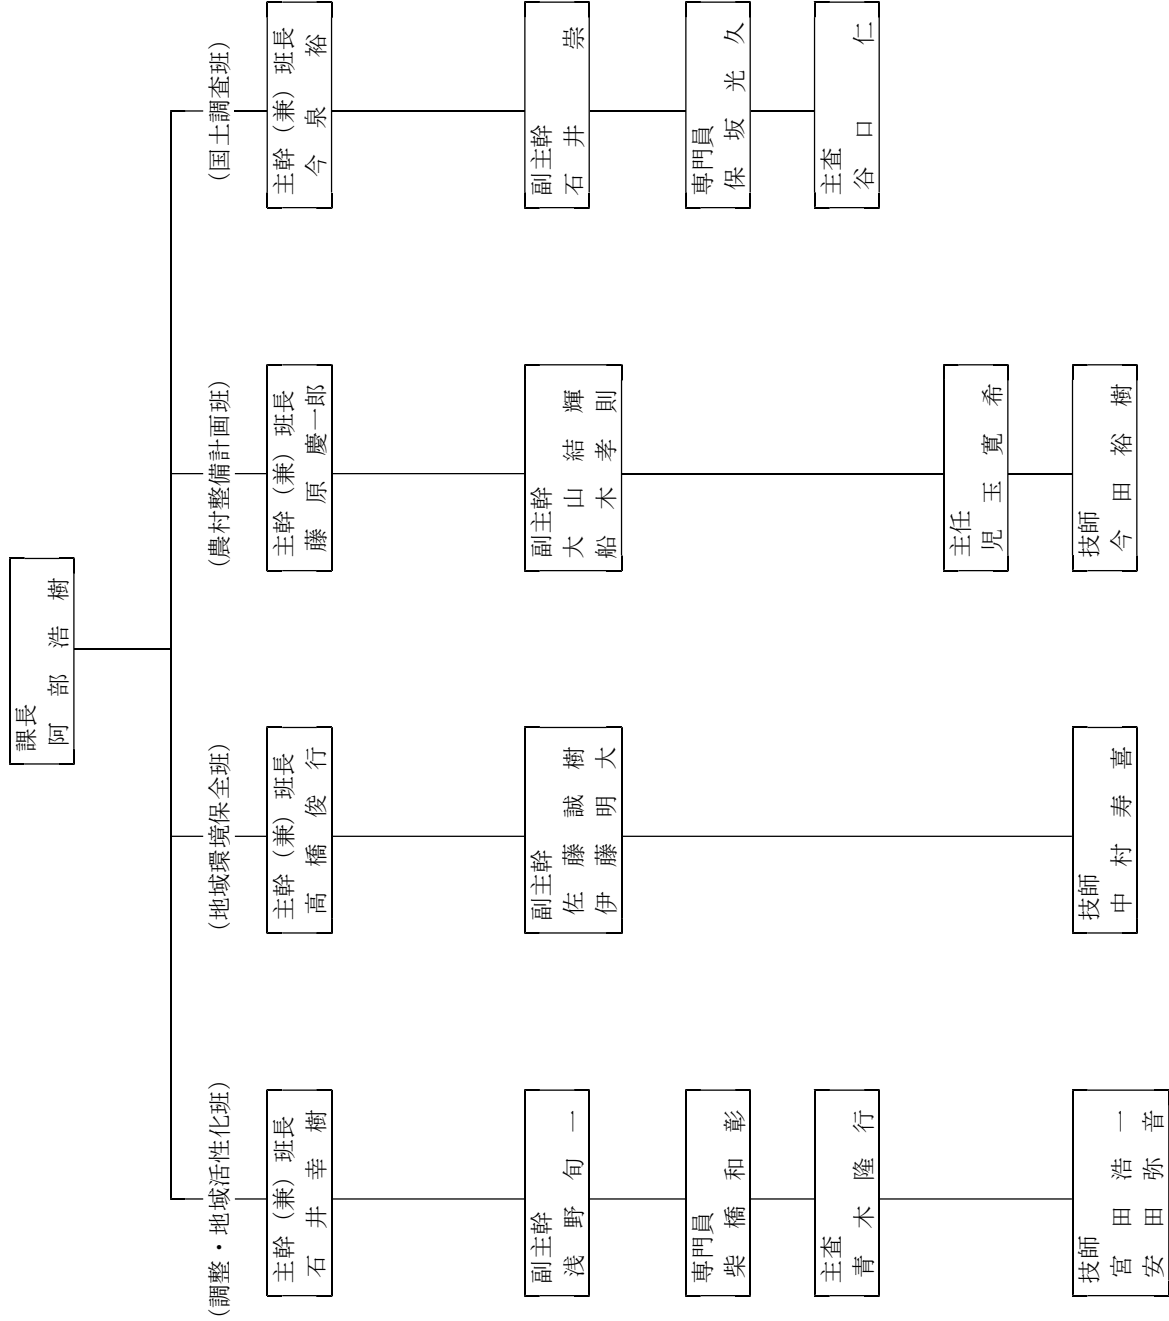 課長
阿部浩樹
(調整・地域活性化班)
主幹(兼)班長
石井幸樹
副主幹
浅野旬一
専門員
柴橋和彰
主査
青木隆行
技師
宮田浩一
安田弥音
(地域環境保全班)
主幹(兼)班長
高橋俊行
副主幹
佐藤誠樹
伊藤明大
技師
中村寿喜
(農村整備計画班)
主幹(兼)班長
藤原慶一郎
副主幹
大山結輝
船木孝則
主任
児玉寛希
技師
今田裕樹
(国土調査班)
主幹(兼)班長
今泉裕
副主幹
石井崇
専門員
保坂光久
主査
谷口仁